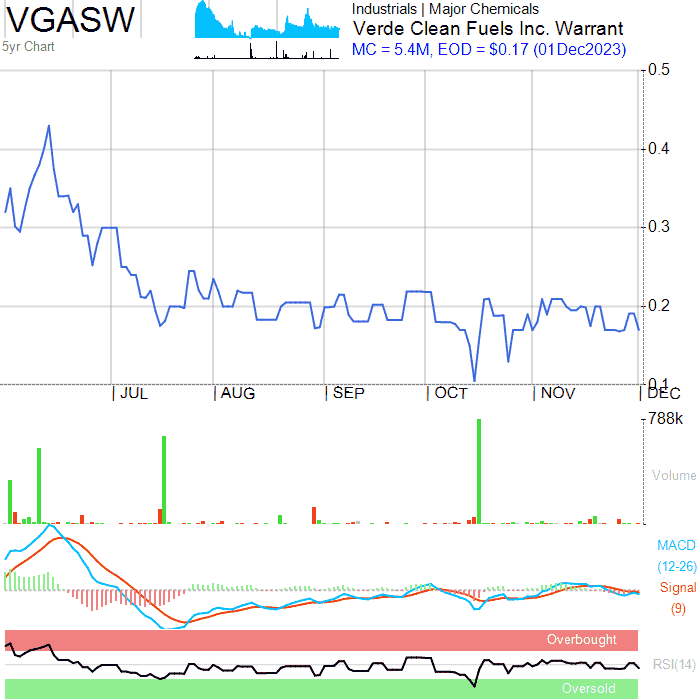 VGASW
5yr Chart
Industrials | Major Chemicals
Verde Clean Fuels Inc. Warrant
MC = 5.4M, EOD = $0.17 (01Dec2023)
0.5
0.4
0.3
0.2
0.1
JUL AUG SEP OCT NOV DEC
788k
Volume
MACD
(12-26)
Signal
(9)
Overbought
RSI(14)
Oversold